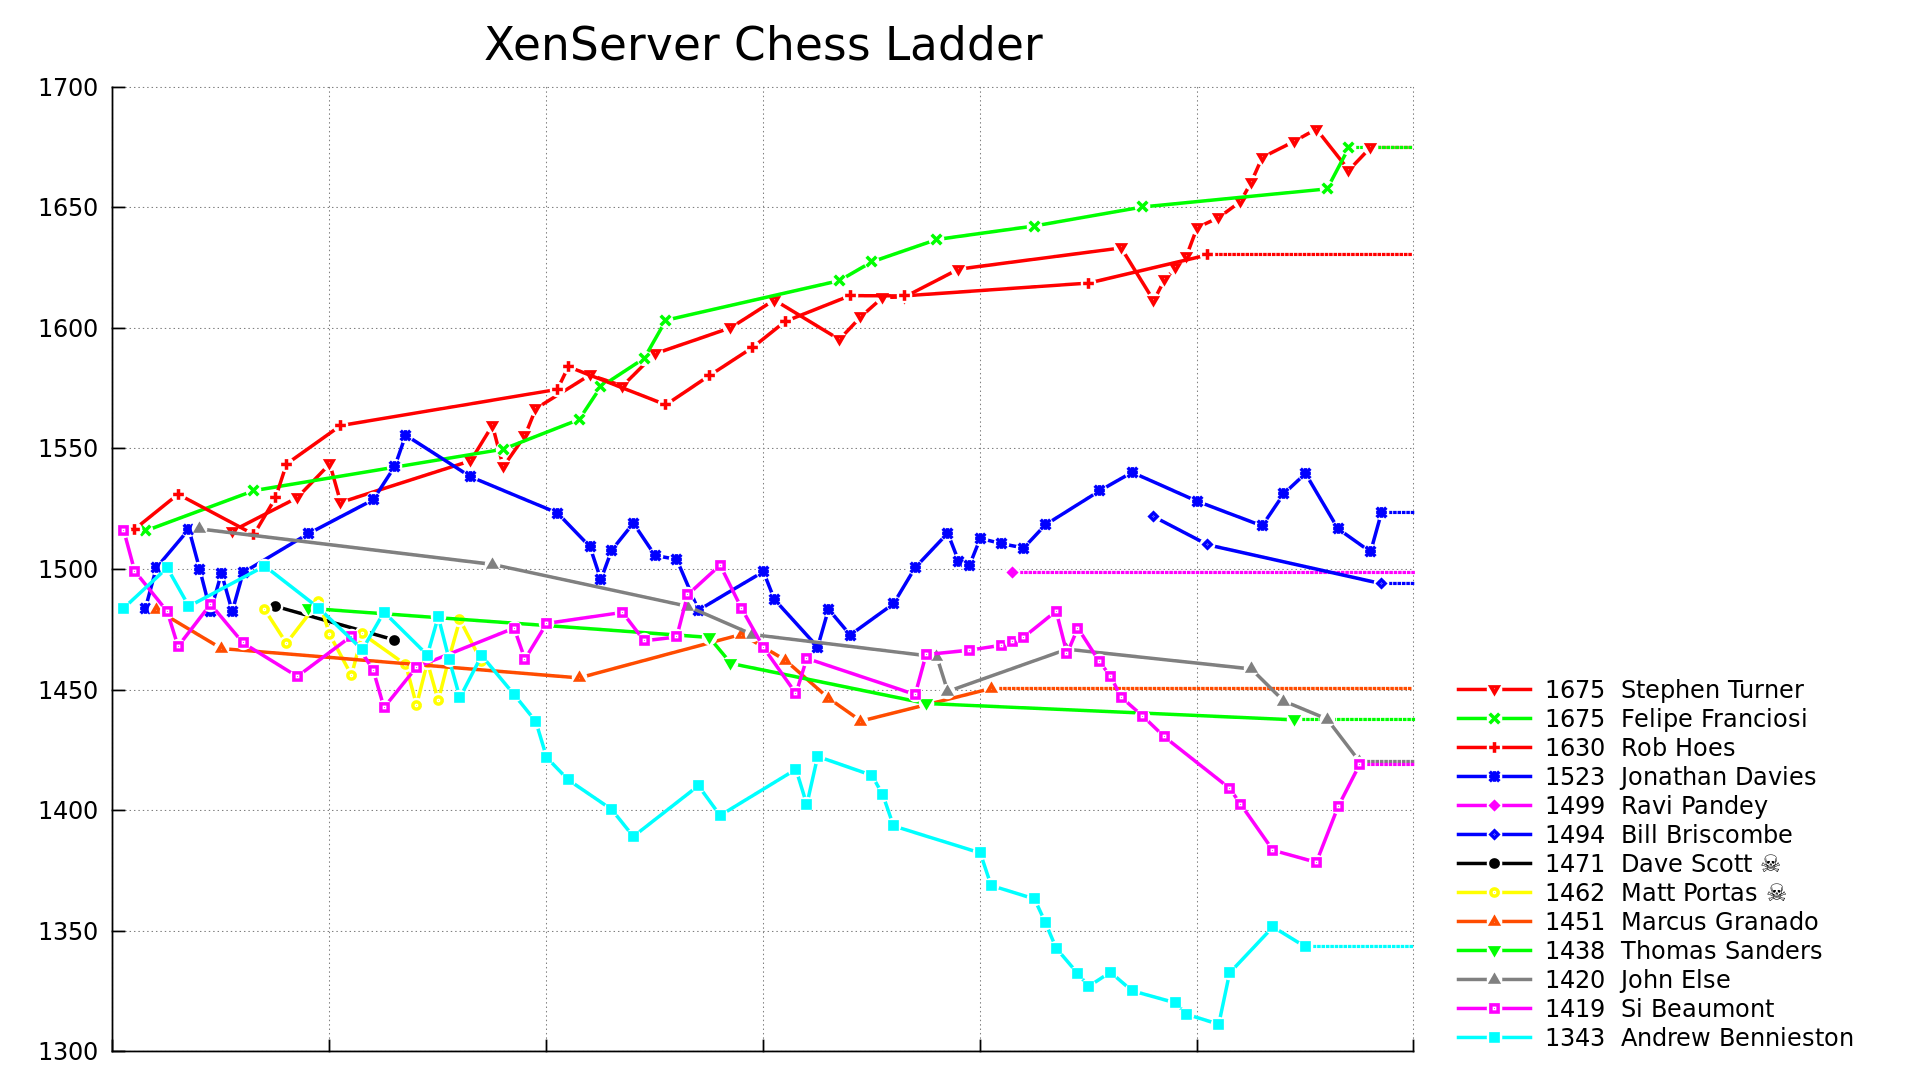 XenServer Chess Ladder
1700
1650
1600
1550
1500
1450
1400
1350
1300
1675 Stephen Turner
1675 Felipe Franciosi
1630 Rob Hoes
1523 Jonathan Davies
1499 Ravi Pandey
1494 Bill Briscombe
1471 Dave Scott ☠
1462 Matt Portas ☠
1451 Marcus Granado
1438 Thomas Sanders
1420 John Else
1419 Si Beaumont
1343 Andrew Bennieston